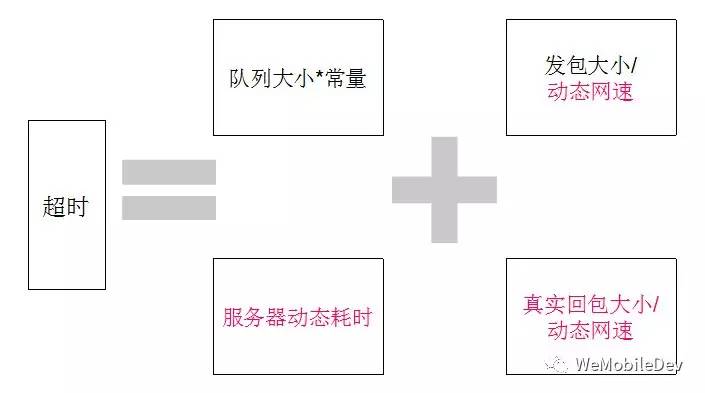 队列大小*常量
发包大小/
动态网速
超时
服务器动态耗时
真实回包大小/
动态网速
WeMobileDev